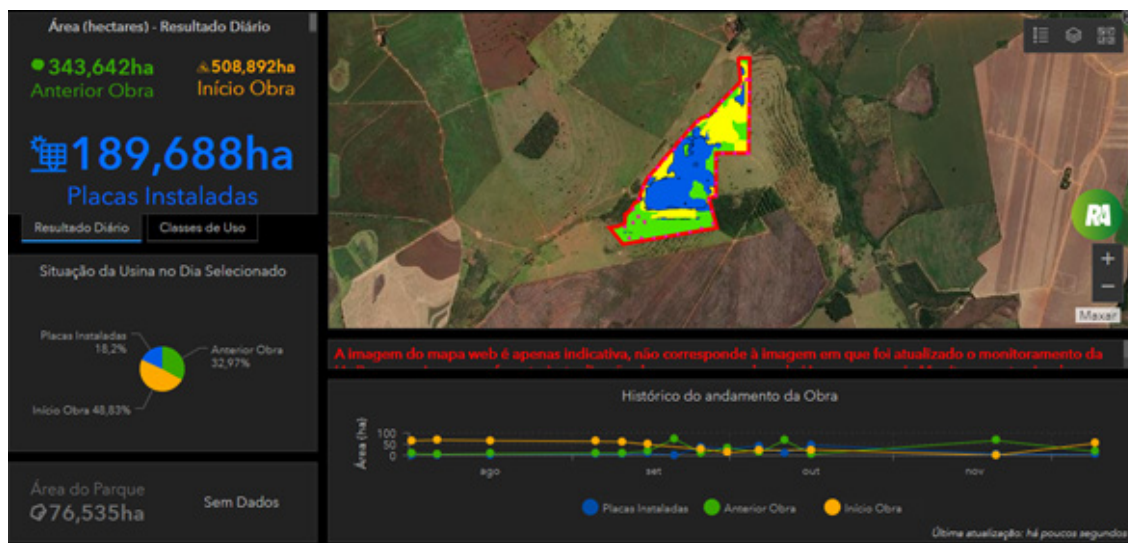 Área (hectares) - Resultado Diário
343,642ha
Anterior Obra
508,892ha
Início Obra
189,688ha
Placas Instaladas
Resultado Diário
Classes de Uso
Situação da Usina no Dia Selecionado
Placas Instaladas
18,2%
Anterior Obra
32,97%
Início Obra 48,83%
Área do Parque
76,535ha
Sem Dados
RA
+
−
Maxar
A imagem do mapa web é apenas indicativa, não corresponde à imagem em que foi atualizado o monitoramento da
Histórico do andamento da Obra
Área (ha)
100
50
0
ago
set
out
nov
Placas Instaladas
Anterior Obra
Início Obra
Última atualização: há poucos segundos